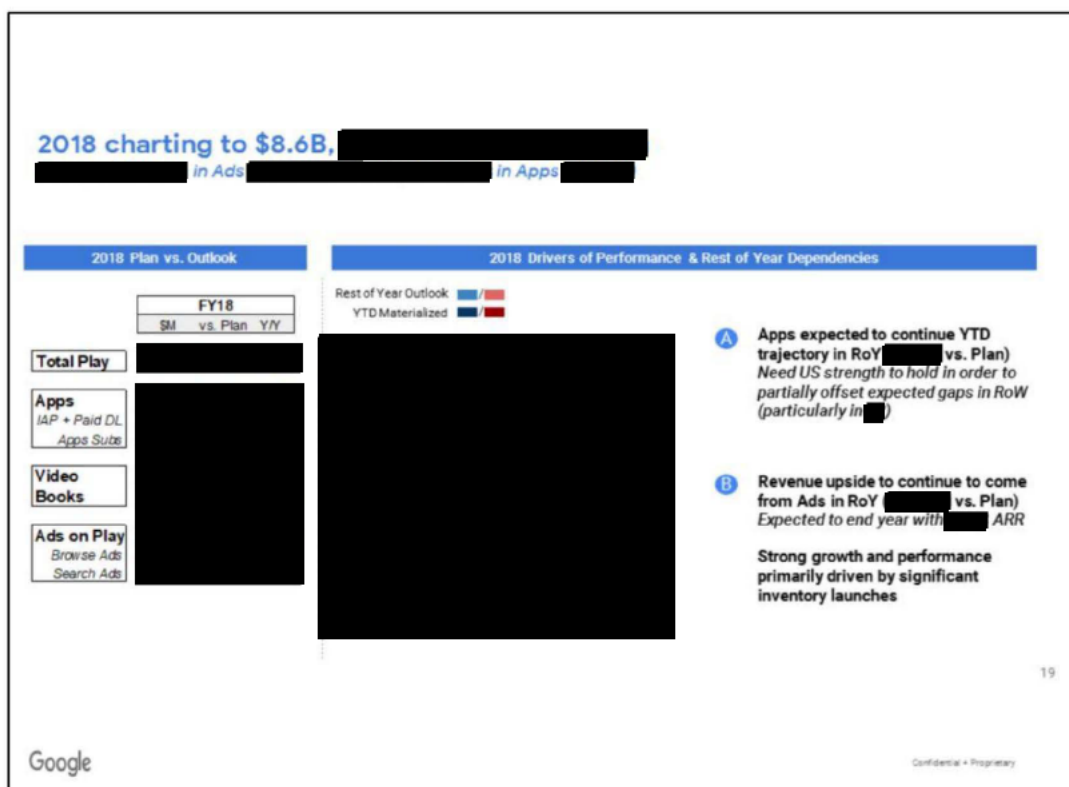 2018 charting to $8.6B,
in Ads in Apps
2018 Plan vs. Outlook
2018 Drivers of Performance & Rest of Year Dependencies
FY18
$M vs. Plan Y/Y
Total Play
Apps
IAP + Paid DL
Apps Subs
Video
Books
Ads on Play
Browse Ads
Search Ads
Rest of Year Outlook /
YTD Materialized /
A
Apps expected to continue YTD
trajectory in RoY vs. Plan)
Need US strength to hold in order to
partially offset expected gaps in RoW
(particularly in )
B
Revenue upside to continue to come
from Ads in RoY ( vs. Plan)
Expected to end year with ARR
Strong growth and performance
primarily driven by significant
inventory launches
19
Google
Confidential + Proprietary